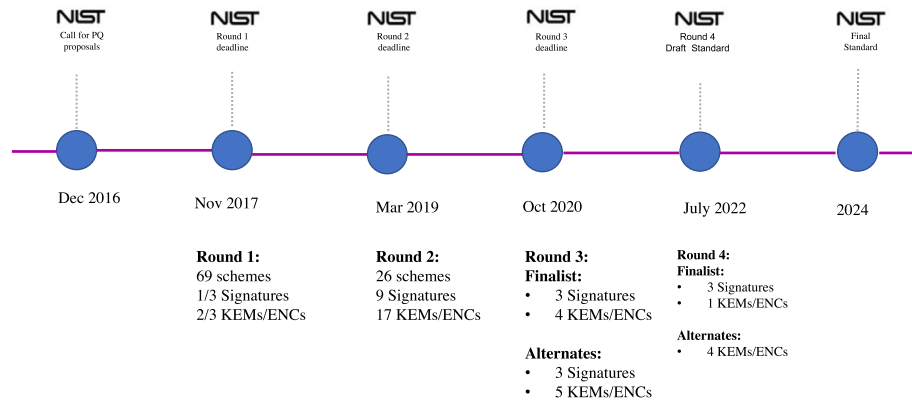 NIST
Call for PQ
proposals
NIST
Round 1
deadline
NIST
Round 2
deadline
NIST
Round 3
deadline
NIST
Round 4
Draft Standard
NIST
Final
Standard
Dec 2016
Nov 2017
Mar 2019
Oct 2020
July 2022
2024
Round 1:
69 schemes
1/3 Signatures
2/3 KEMs/ENCs
Round 2:
26 schemes
9 Signatures
17 KEMs/ENCs
Round 3:
Finalist:
• 3 Signatures
• 4 KEMs/ENCs
Alternates:
• 3 Signatures
• 5 KEMs/ENCs
Round 4:
Finalist:
• 3 Signatures
• 1 KEMs/ENCs
Alternates:
• 4 KEMs/ENCs